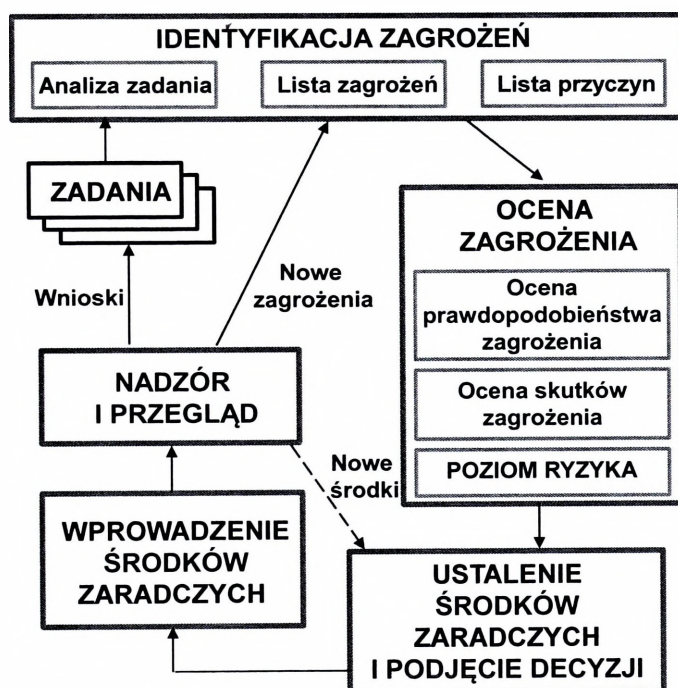 IDENTYFIKACJA ZAGROŻEŃ
Analiza zadania
Lista zagrożeń
Lista przyczyn
ZADANIA
OCENA
ZAGROŻENIA
Ocena
prawdopodobieństwa
zagrożenia
Ocena skutków
zagrożenia
POZIOM RYZYKA
Wnioski
Nowe
zagrożenia
NADZÓR
I PRZEGLĄD
Nowe
środki
WPROWADZENIE
ŚRODKÓW
ZARADCZYCH
USTALENIE
ŚRODKÓW
ZARADCZYCH
I PODJĘCIE DECYZJI